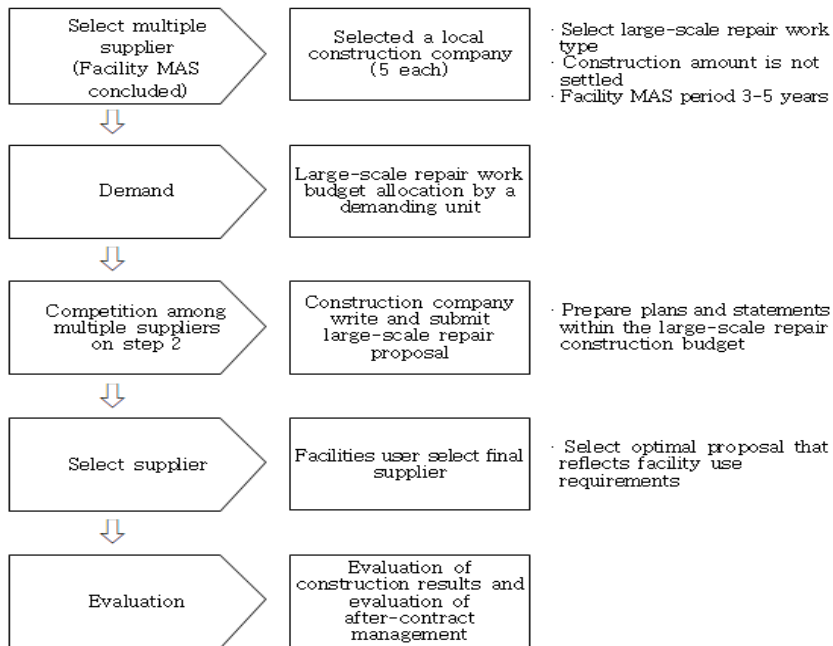 Select multiple
supplier
(Facility MAS
concluded)
Selected a local
construction company
(5 each)
· Select large-scale repair work
type
· Construction amount is not
settled
· Facility MAS period 3-5 years
Demand
Large-scale repair work
budget allocation by a
demanding unit
Competition among
multiple suppliers
on step 2
Construction company
write and submit
large-scale repair
proposal
· Prepare plans and statements
within the large-scale repair
construction budget
Select supplier
Facilities user select final
supplier
· Select optimal proposal that
reflects facility use
requirements
Evaluation
Evaluation of
construction results and
evaluation of
after-contract
management